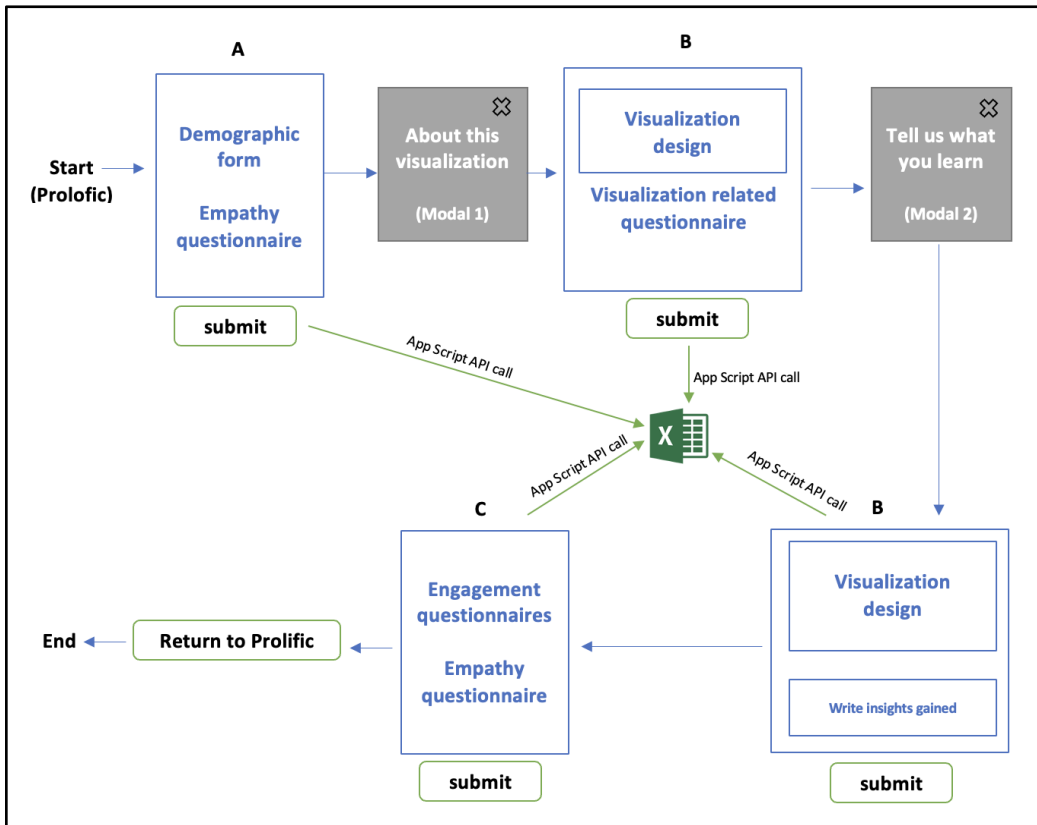 A
B
Start
(Prolofic)
Demographic
form
Empathy
questionnaire
About this
visualization
(Modal 1)
Visualization
design
Visualization related
questionnaire
Tell us what
you learn
(Modal 2)
submit
submit
App Script API call
App Script API call
X
App Script API call
App Script API call
C
B
Engagement
questionnaires
Empathy
questionnaire
Visualization
design
Write insights gained
End
Return to Prolific
submit
submit